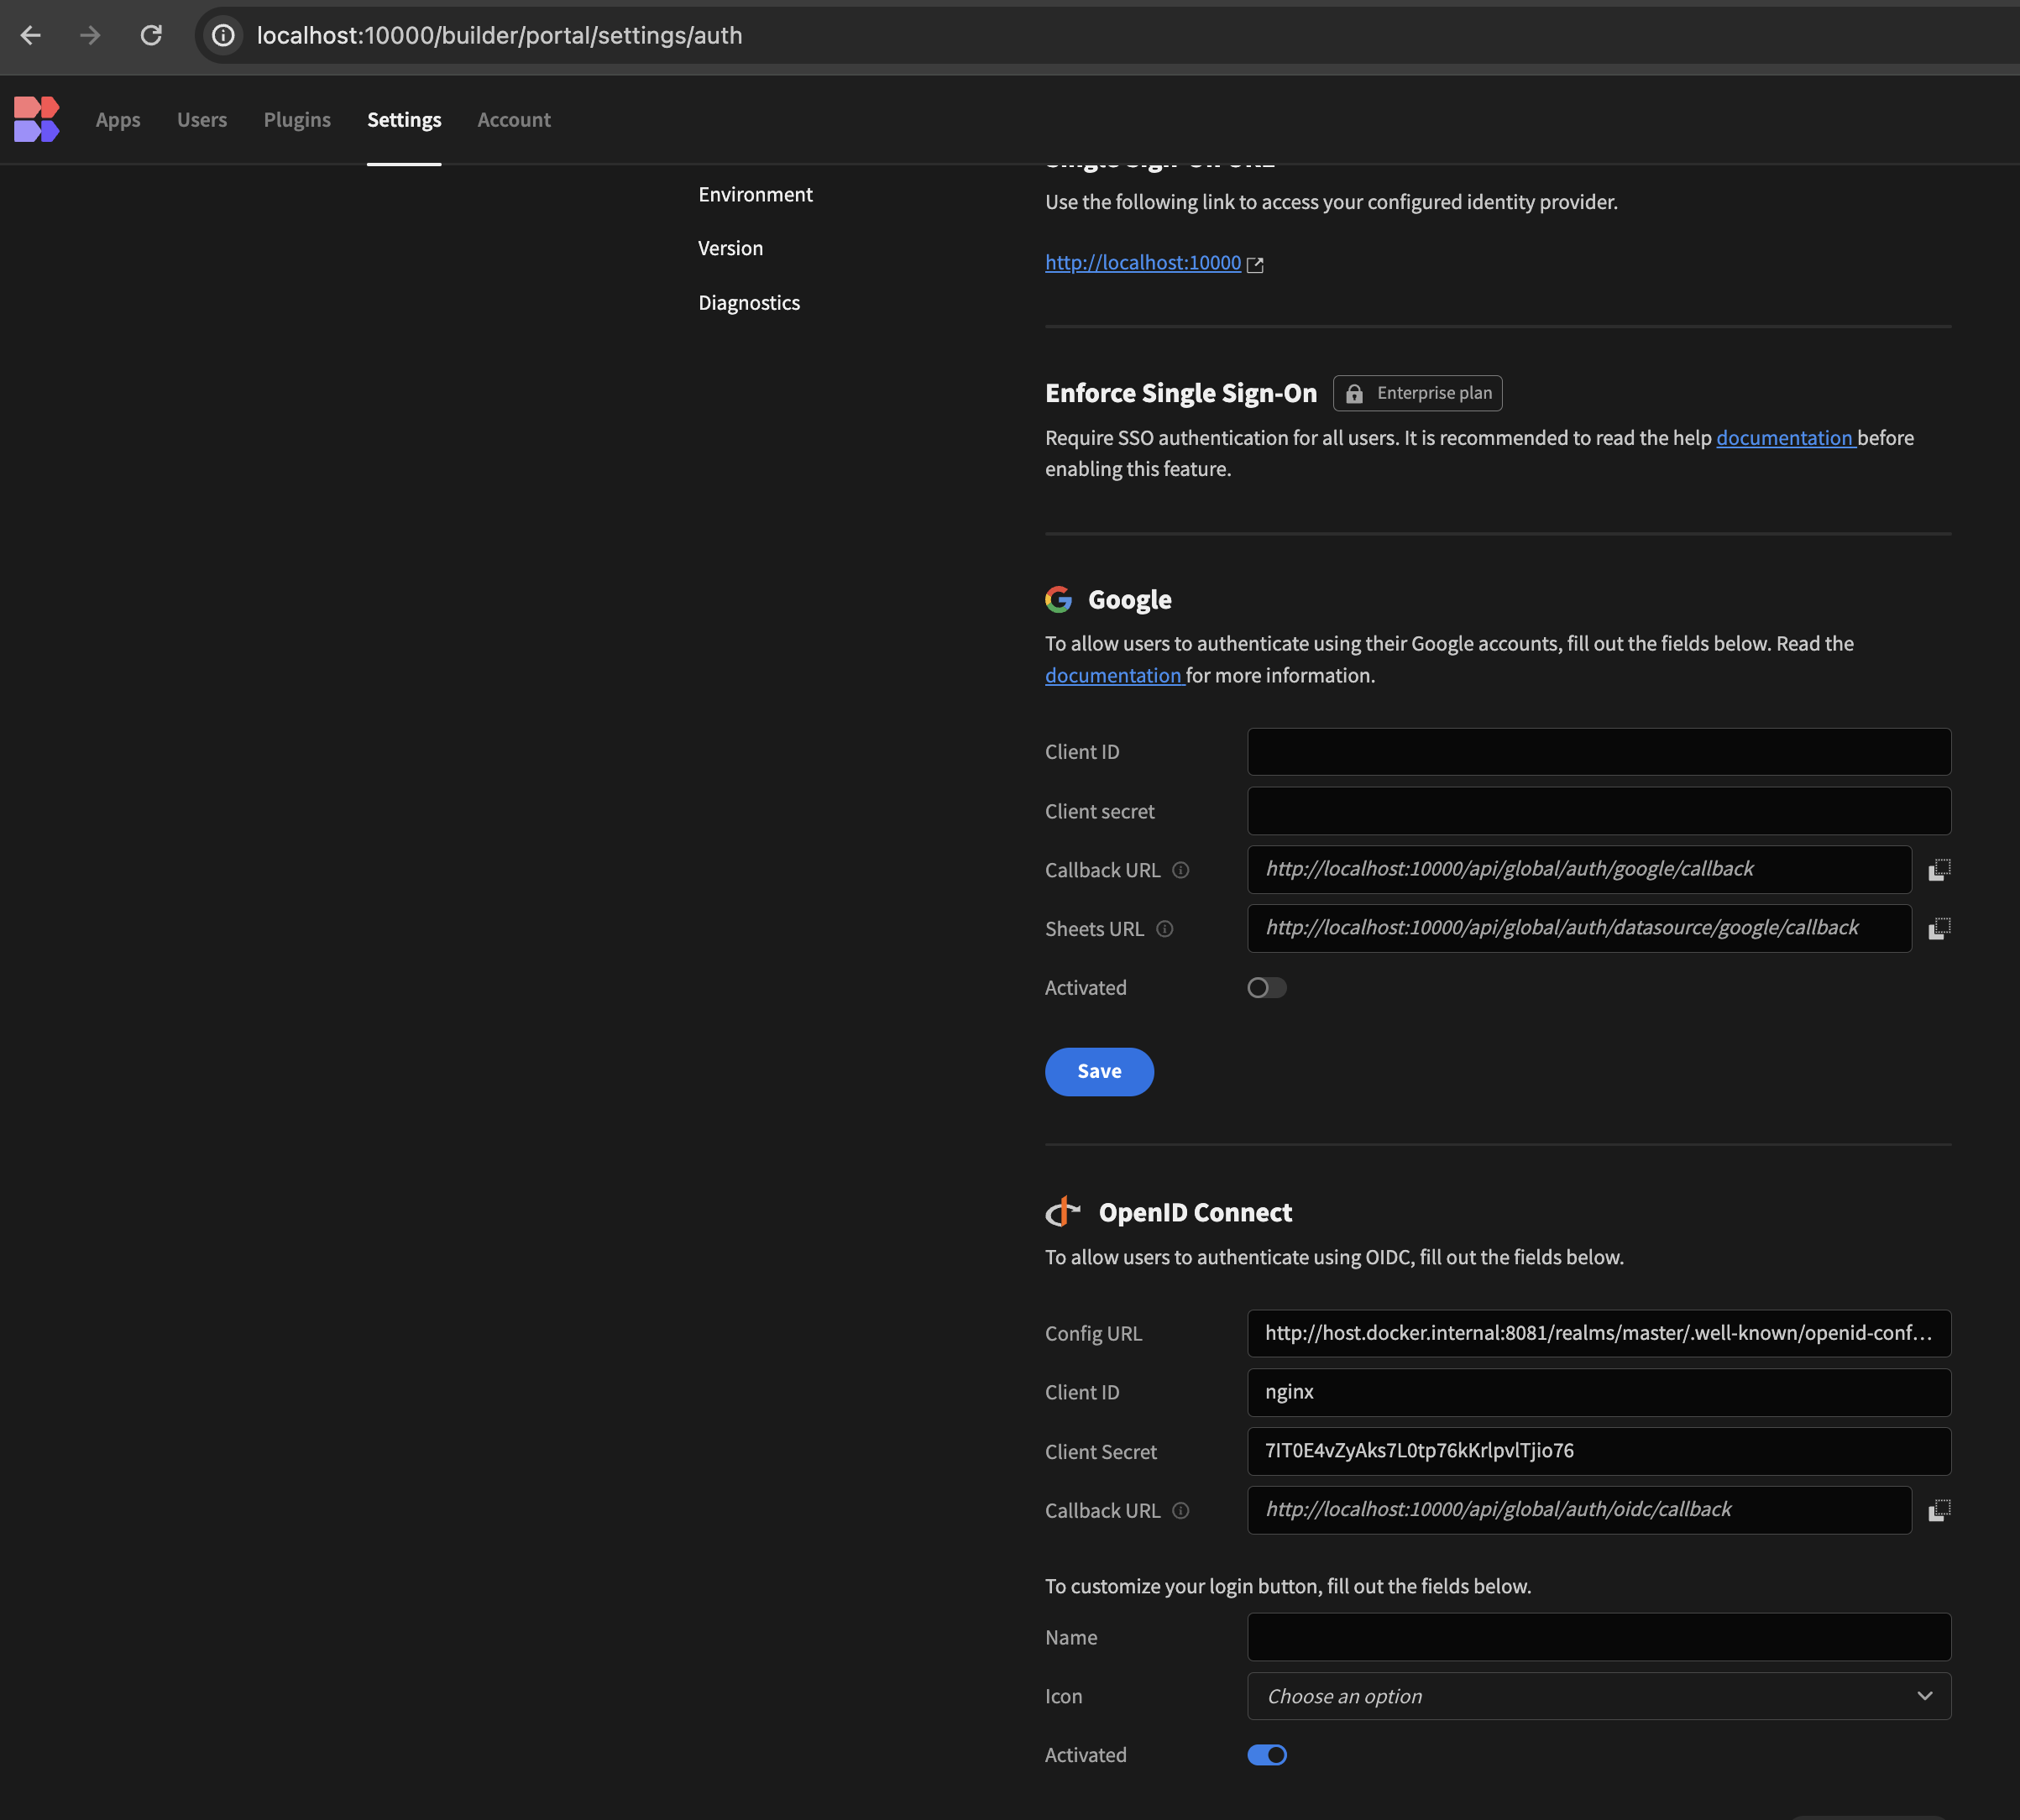 localhost:10000/builder/portal/settings/auth
Apps Users Plugins Settings Account
Environment
Version
Diagnostics
Single Sign-On URL
Use the following link to access your configured identity provider.
http://localhost:10000
Enforce Single Sign-On Enterprise plan
Require SSO authentication for all users. It is recommended to read the help documentation before
enabling this feature.
Google
To allow users to authenticate using their Google accounts, fill out the fields below. Read the
documentation for more information.
Client ID
Client secret
Callback URL http://localhost:10000/api/global/auth/google/callback
Sheets URL http://localhost:10000/api/global/auth/datasource/google/callback
Activated
Save
OpenID Connect
To allow users to authenticate using OIDC, fill out the fields below.
Config URL http://host.docker.internal:8081/realms/master/.well-known/openid-conf...
Client ID nginx
Client Secret 7IT0E4vZyAks7L0tp76kKrlpvlTjio76
Callback URL http://localhost:10000/api/global/auth/oidc/callback
To customize your login button, fill out the fields below.
Name
Icon Choose an option
Activated